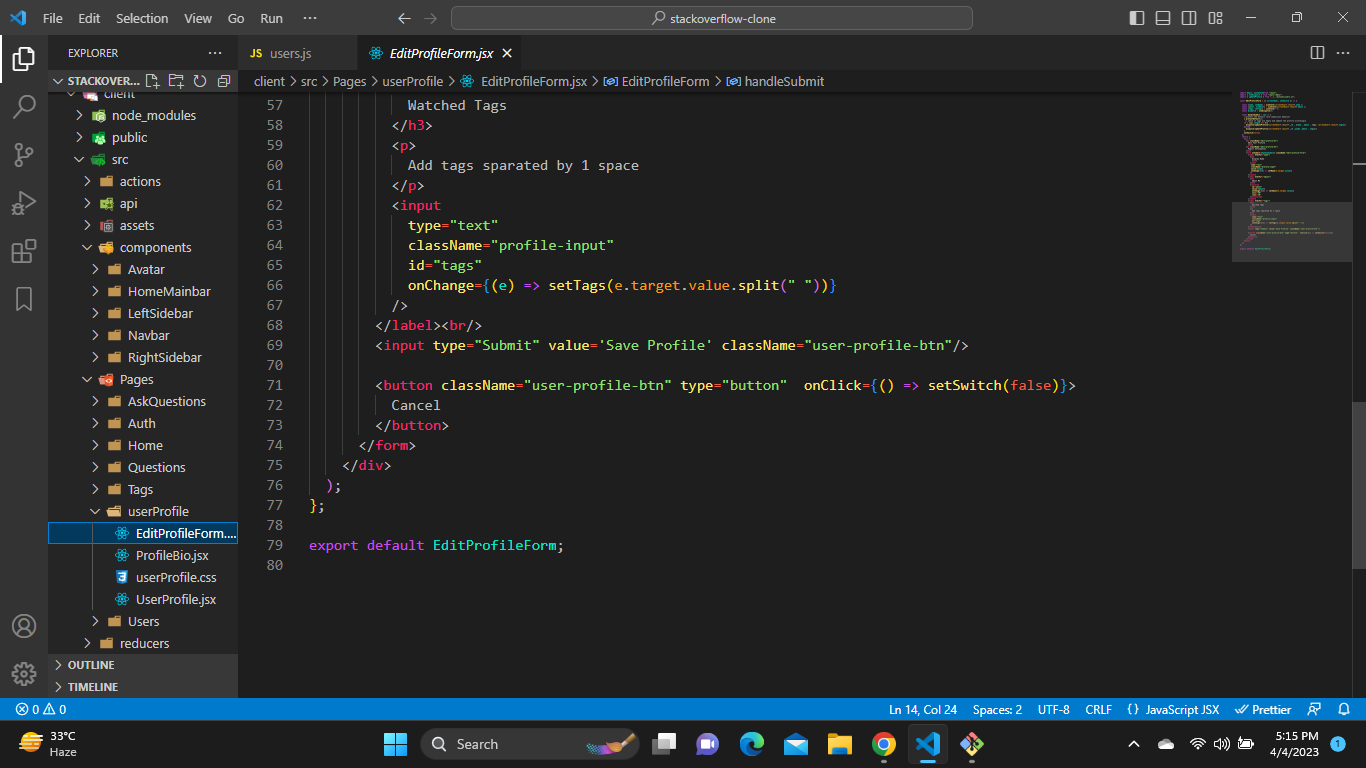 File Edit Selection View Go Run ···
stackoverflow-clone
EXPLORER
JS users.js
EditProfileForm.jsx
STACKOVER...
client > src > Pages > userProfile > EditProfileForm.jsx > EditProfileForm > handleSubmit
client
node_modules
public
src
actions
api
assets
components
Avatar
HomeMainbar
LeftSidebar
Navbar
RightSidebar
Pages
AskQuestions
Auth
Home
Questions
Tags
userProfile
EditProfileForm....
ProfileBio.jsx
userProfile.css
UserProfile.jsx
Users
reducers
OUTLINE
TIMELINE
57 Watched Tags
58 </h3>
59 <p>
60 Add tags sparated by 1 space
61 </p>
62 <input
63 type="text"
64 className="profile-input"
65 id="tags"
66 onChange={(e) => setTags(e.target.value.split(" "))}
67 />
68 </label><br/>
69 <input type="Submit" value='Save Profile' className="user-profile-btn"/>
70
71 <button className="user-profile-btn" type="button"  onClick={() => setSwitch(false)}>
72 Cancel
73 </button>
74 </form>
75 </div>
76 );
77 };
78
79 export default EditProfileForm;
80
0 0
Ln 14, Col 24 Spaces: 2 UTF-8 CRLF {} JavaScript JSX Prettier
33°C
Haze
Search
5:15 PM
4/4/2023
1